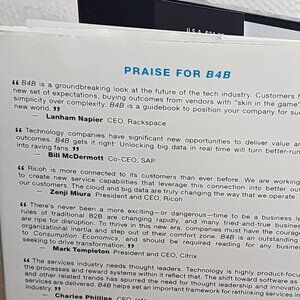 U.S.A.
PRAISE FOR B4B
“ B4B is a groundbreaking look at the future of the tech industry. Customers h
new set of expectations, buying outcomes from vendors with “skin in the game”
simplicity over complexity. B4B is a guidebook to position your company for suc
new world. ”
– Lanham Napier CEO, Rackspace
“ Technology companies have significant new opportunities to deliver value an
outcomes. B4B gets it right: Unlocking big data in real time will turn better-run
into raving fans. ”
– Bill McDermott Co-CEO, SAP
“ Ricoh is more connected to its customers than ever before. We are working
to create new service capabilities that leverage this connection into better out
our customers. The cloud and big data are truly changing the way that we operate.
– Zenji Miura President and CEO, Ricoh
“ There's never been a more exciting—or dangerous—time to be a business le
rules of traditional B2B are changing rapidly, and many tried-and-true business
are ripe for disruption. To thrive in this new era, companies must have the courage
organizational inertia and step out of their comfort zone. B4B is an outstanding
to Consumption Economics, and should be required reading for any business
seeking to drive transformation. ”
– Mark Templeton President and CEO, Citrix
“ The services industry needs thought leaders. Technology is highly product-focus
the processes and reward systems within it reflect that. The shift toward software as
and other related trends has spurred the need for thought leadership and innovation
services are delivered. B4B helps set an important framework for rethinking services
industry. ”
– Charles Phillips